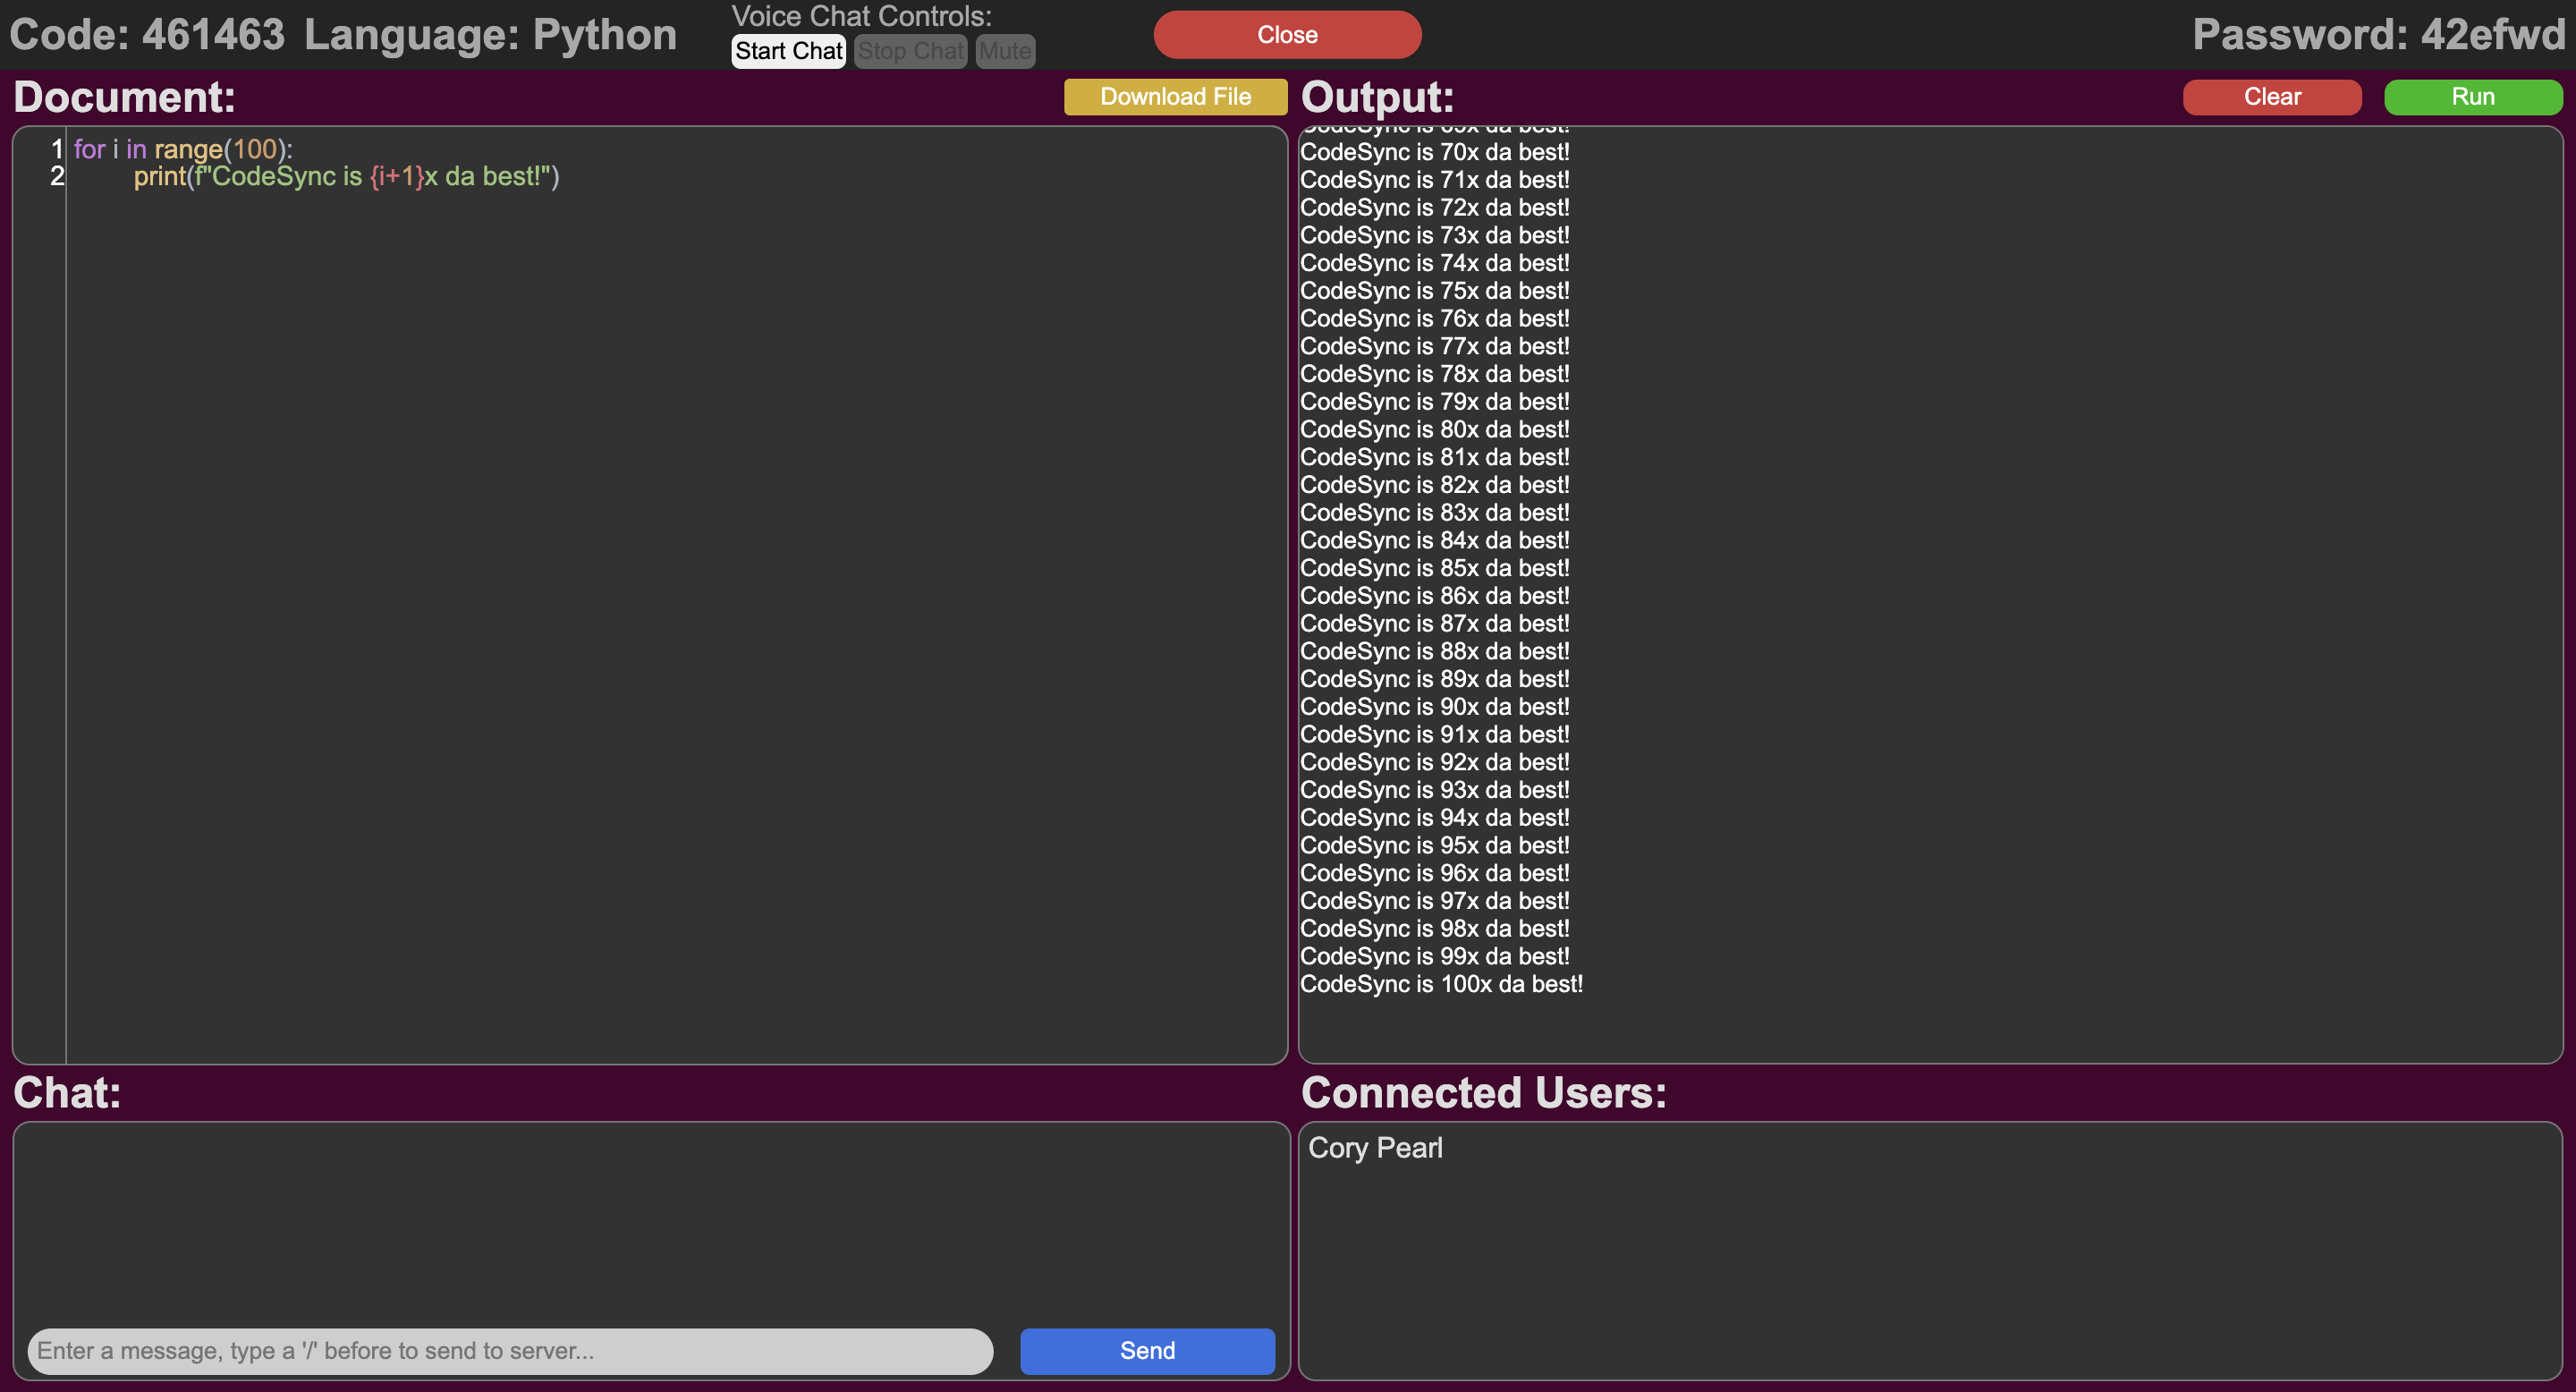 Code: 461463 Language: Python
Voice Chat Controls:
Start Chat Stop Chat Mute
Close
Password: 42efwd
Document:
Download File
1 for i in range(100):
2 print(f"CodeSync is {i+1}x da best!")
Output:
Clear
Run
CodeSync is 69x da best!
CodeSync is 70x da best!
CodeSync is 71x da best!
CodeSync is 72x da best!
CodeSync is 73x da best!
CodeSync is 74x da best!
CodeSync is 75x da best!
CodeSync is 76x da best!
CodeSync is 77x da best!
CodeSync is 78x da best!
CodeSync is 79x da best!
CodeSync is 80x da best!
CodeSync is 81x da best!
CodeSync is 82x da best!
CodeSync is 83x da best!
CodeSync is 84x da best!
CodeSync is 85x da best!
CodeSync is 86x da best!
CodeSync is 87x da best!
CodeSync is 88x da best!
CodeSync is 89x da best!
CodeSync is 90x da best!
CodeSync is 91x da best!
CodeSync is 92x da best!
CodeSync is 93x da best!
CodeSync is 94x da best!
CodeSync is 95x da best!
CodeSync is 96x da best!
CodeSync is 97x da best!
CodeSync is 98x da best!
CodeSync is 99x da best!
CodeSync is 100x da best!
Chat:
Enter a message, type a '/' before to send to server...
Send
Connected Users:
Cory Pearl